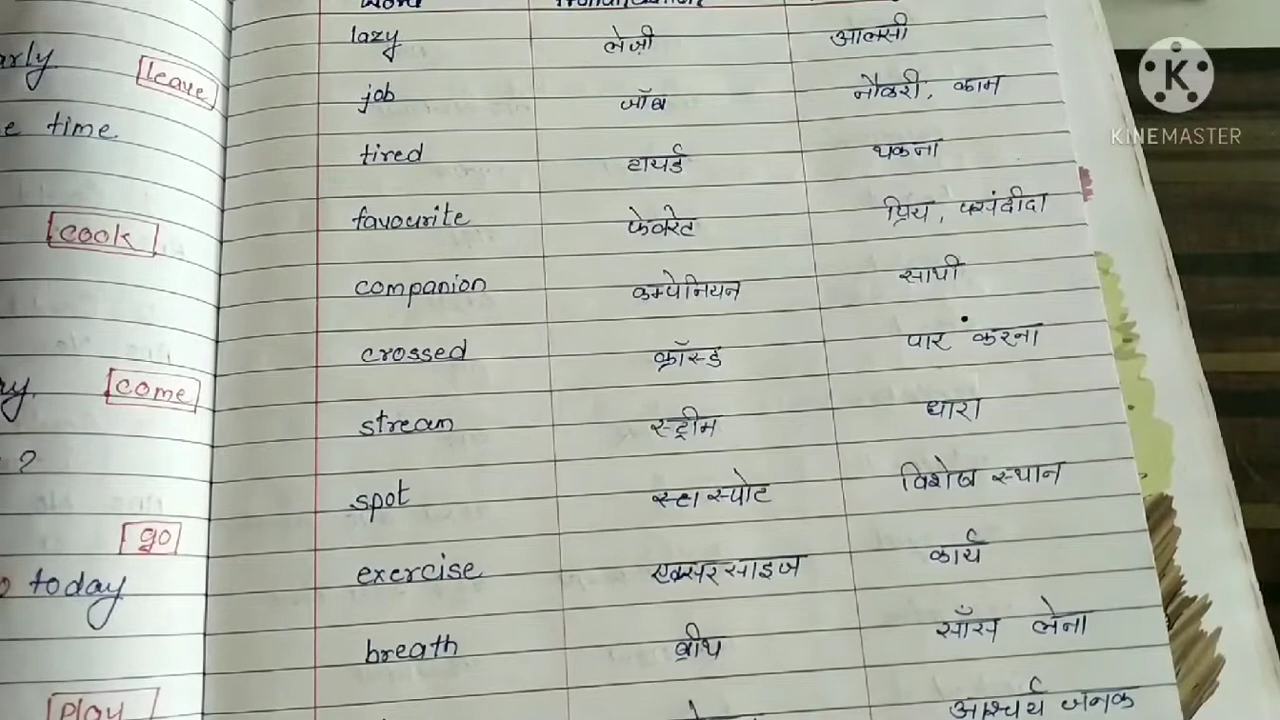 arly
leave
e time
cook
come
?
go
today
play
word
lazy लेज़ी आलसी
job जॉब नौकरी, काम
tired टायर्ड थकना
favourite फेवरेट प्रिय, पसंदीदा
companion कम्पेनियन साथी
crossed क्रॉस्ड पार करना
stream स्ट्रीम धारा
spot स्पोट विशेष स्थान
exercise एक्सरसाइज कार्य
breath ब्रीथ साँस लेना
आश्चर्य जनक
KINEMASTER